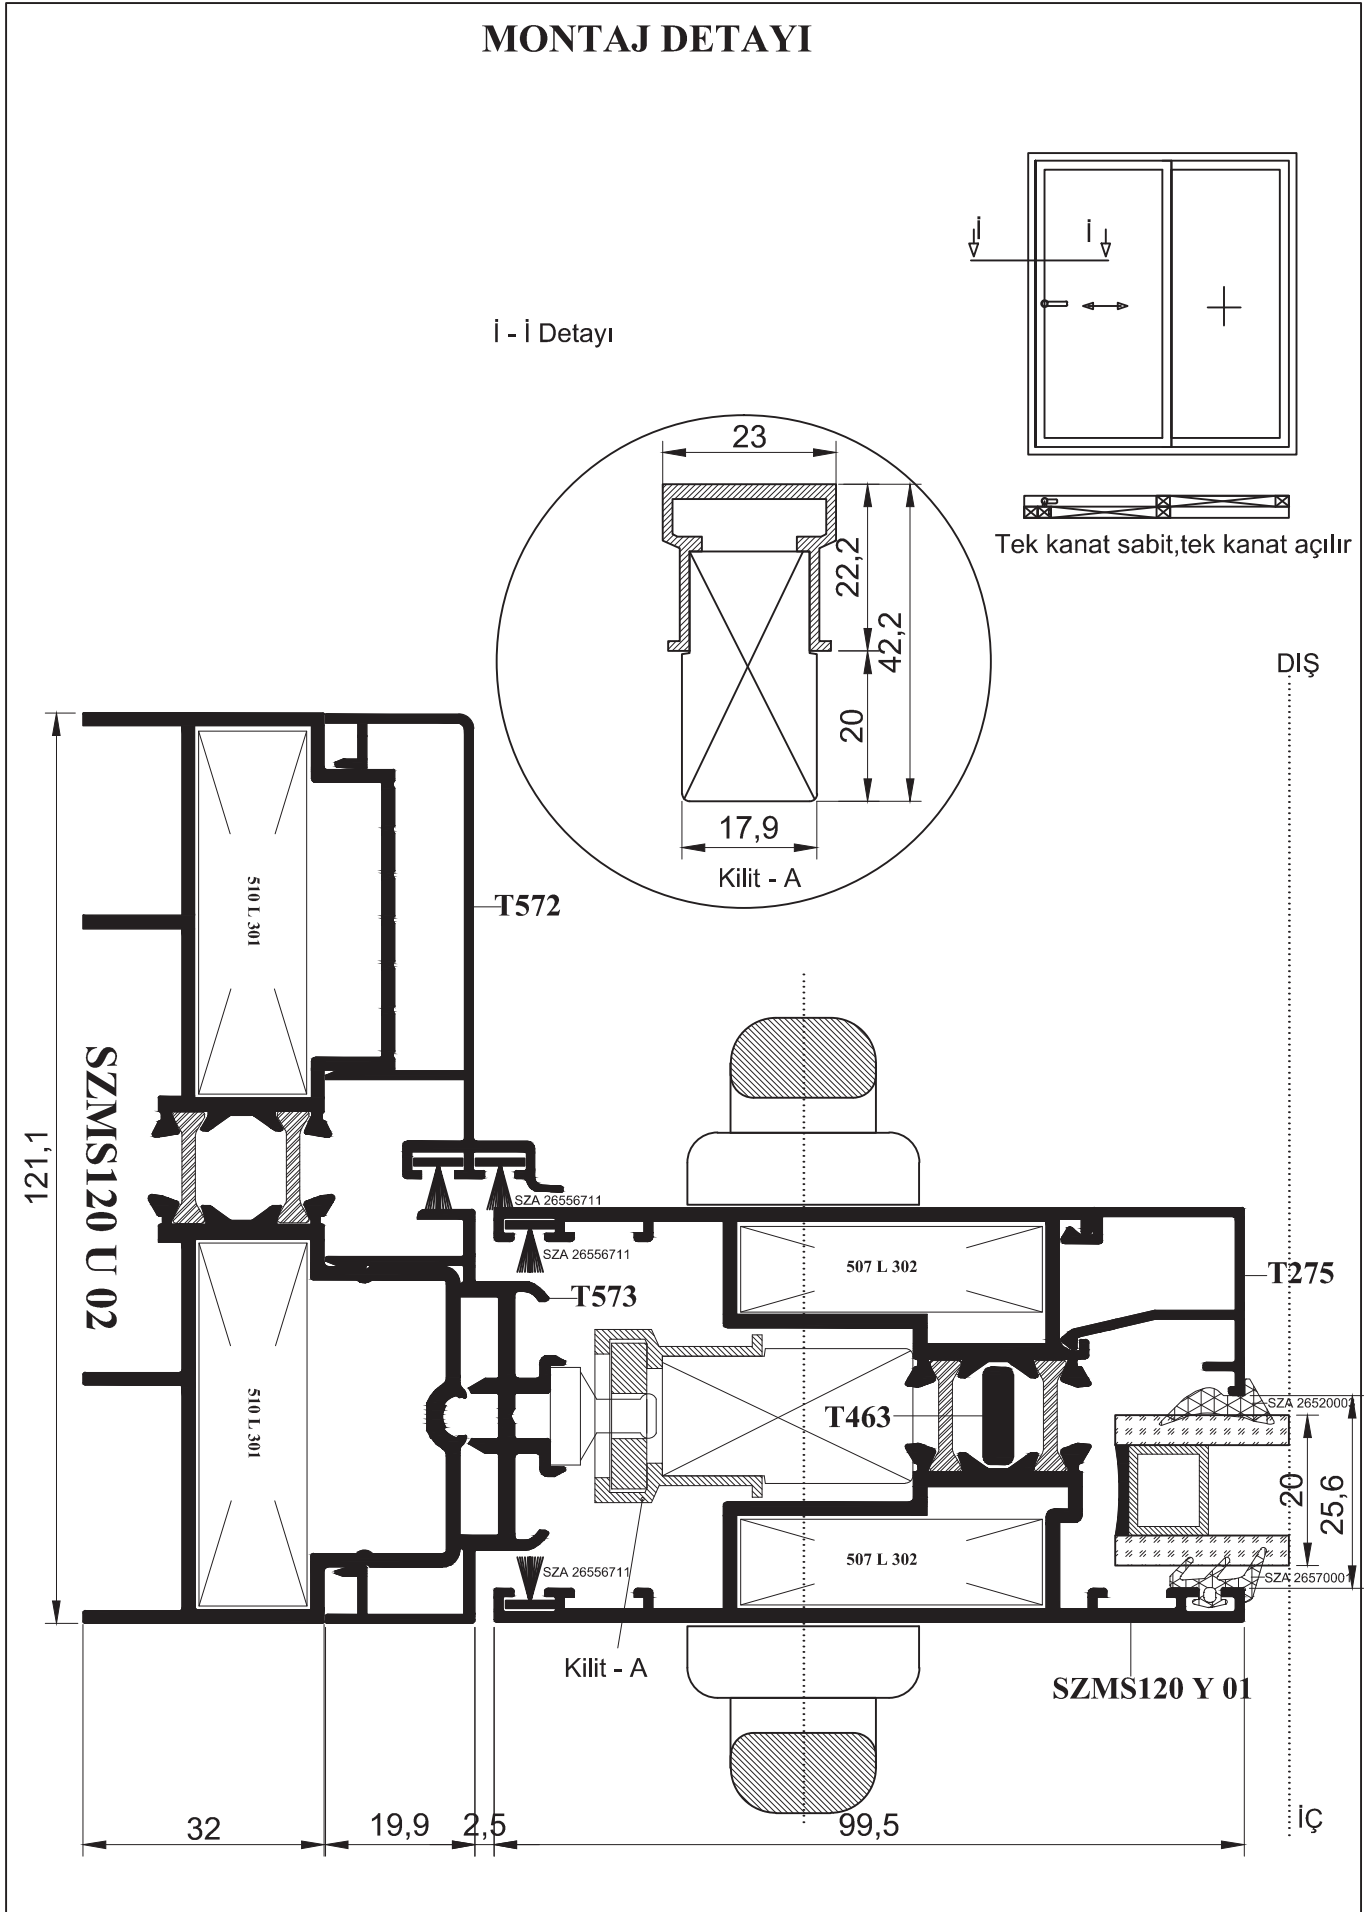 MONTAJ DETAYI
İ
İ
İ - İ Detayı
23
22,2
42,2
20
17,9
Kilit - A
Tek kanat sabit,tek kanat açılır
DIŞ
510 L 301
T572
SZMS120 U 02
121,1
SZA 26556711
SZA 26556711
507 L 302
T275
T573
510 L 301
T463
SZA 26520002
20
25,6
SZA 26556711
507 L 302
SZA 26570001
Kilit - A
SZMS120 Y 01
32
19,9
2,5
99,5
İÇ